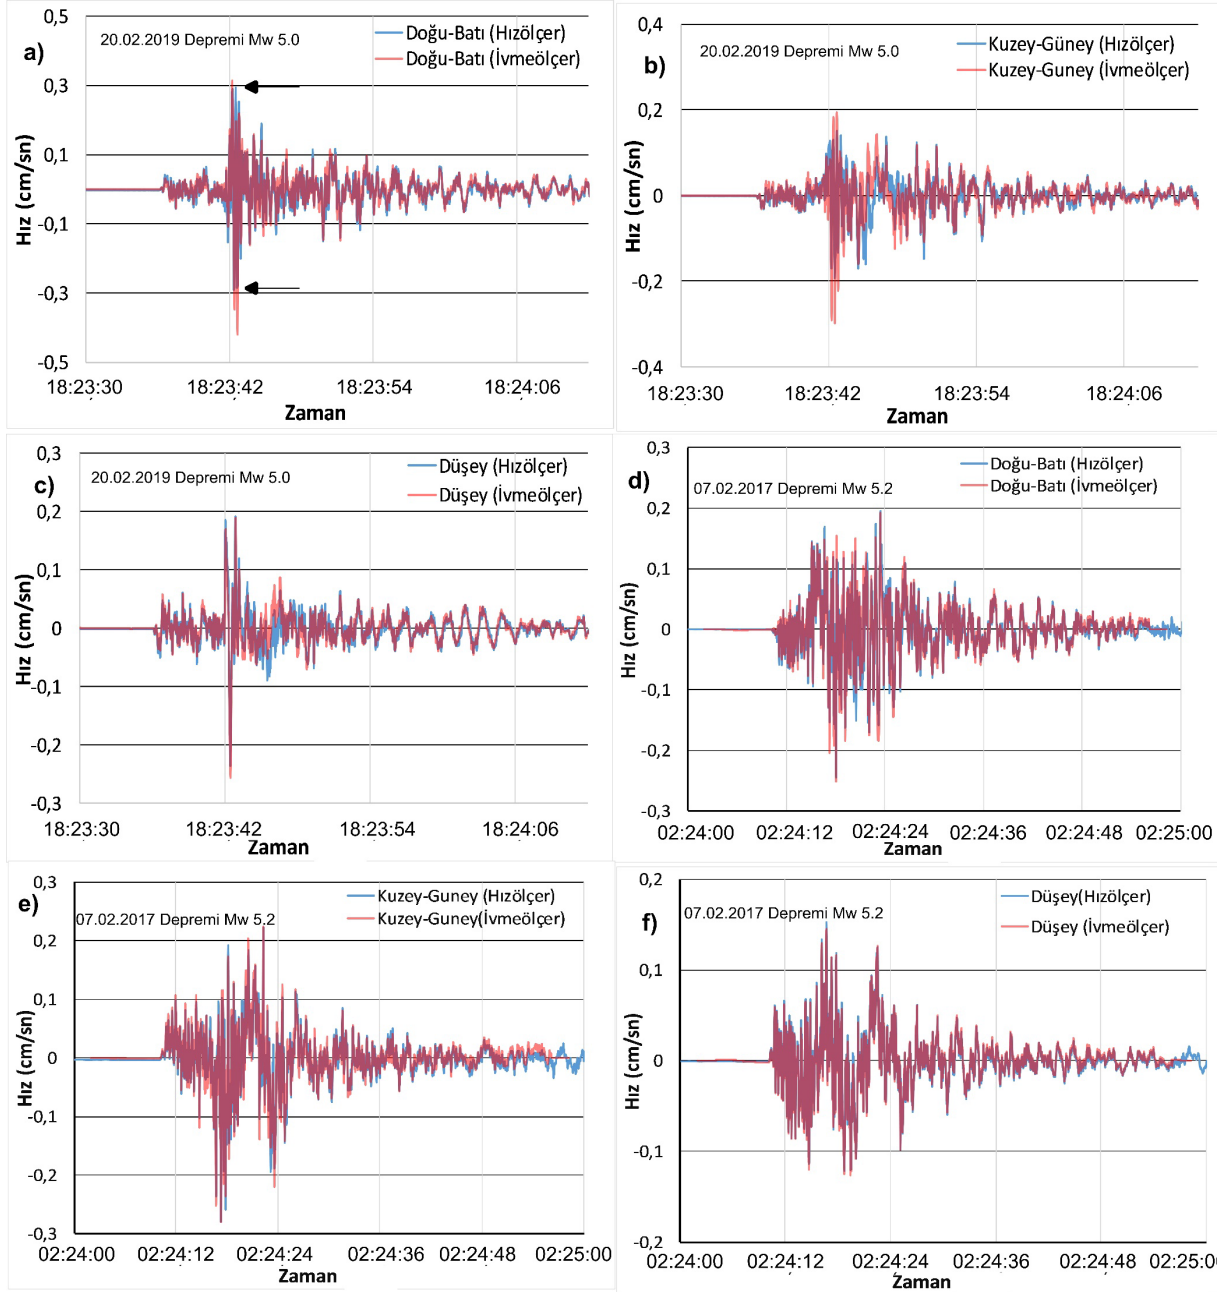 a)
20.02.2019 Depremi Mw 5.0
Doğu-Batı (Hızölçer)
Doğu-Batı (İvmeölçer)
0,5
0,3
0,1
-0,1
-0,3
-0,5
Hız (cm/sn)
18:23:30 18:23:42 18:23:54 18:24:06
Zaman
b)
20.02.2019 Depremi Mw 5.0
Kuzey-Güney (Hızölçer)
Kuzey-Guney (İvmeölçer)
0,4
0,2
0
-0,2
-0,4
Hız (cm/sn)
18:23:30 18:23:42 18:23:54 18:24:06
Zaman
c)
20.02.2019 Depremi Mw 5.0
Düşey (Hızölçer)
Düşey (İvmeölçer)
0,3
0,2
0,1
0
-0,1
-0,2
-0,3
Hız (cm/sn)
18:23:30 18:23:42 18:23:54 18:24:06
Zaman
d)
07.02.2017 Depremi Mw 5.2
Doğu-Batı (Hızölçer)
Doğu-Batı (İvmeölçer)
0,3
0,2
0,1
0
-0,1
-0,2
-0,3
Hız (cm/sn)
02:24:00 02:24:12 02:24:24 02:24:36 02:24:48 02:25:00
Zaman
e)
07.02.2017 Depremi Mw 5.2
Kuzey-Guney (Hızölçer)
Kuzey-Guney(İvmeölçer)
0,3
0,2
0,1
0
-0,1
-0,2
-0,3
Hız (cm/sn)
02:24:00 02:24:12 02:24:24 02:24:36 02:24:48 02:25:00
Zaman
f)
07.02.2017 Depremi Mw 5.2
Düşey(Hızölçer)
Düşey (İvmeölçer)
0,2
0,1
0
-0,1
-0,2
Hız (cm/sn)
02:24:00 02:24:12 02:24:24 02:24:36 02:24:48 02:25:00
Zaman